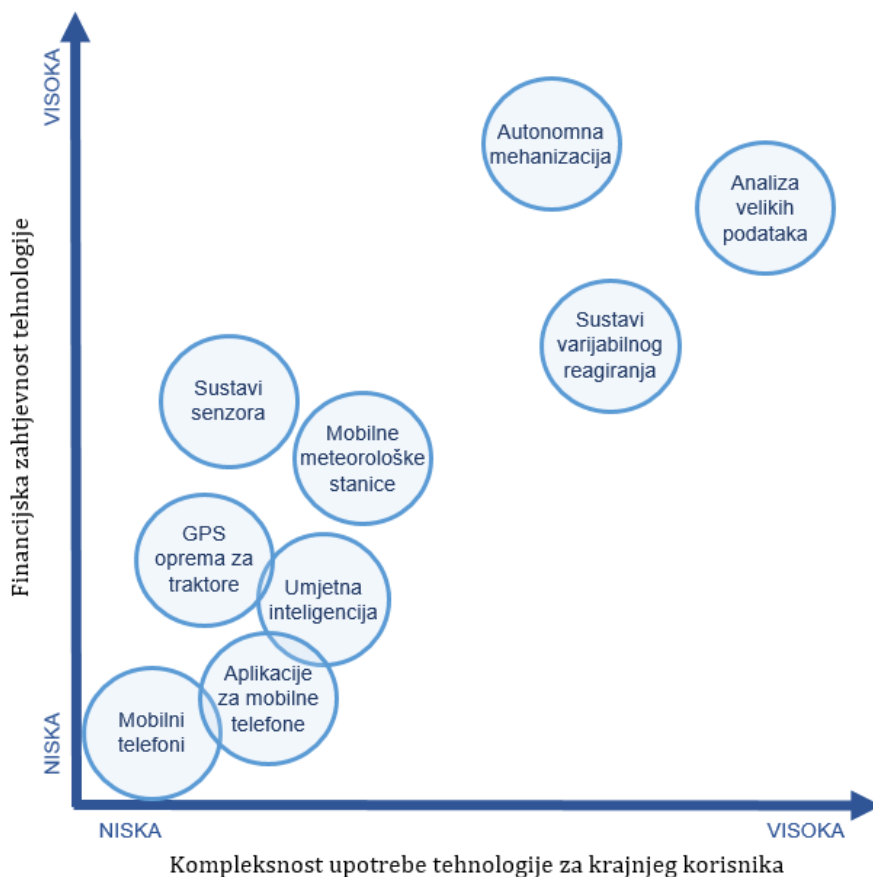 VISOKA
Financijska zahtjevnost tehnologije
NISKA
Autonomna
mehanizacija
Analiza
velikih
podataka
Sustavi
varijabilnog
reagiranja
Sustavi
senzora
Mobilne
meteorološke
stanice
GPS
oprema za
traktore
Umjetna
inteligencija
Aplikacije
za mobilne
telefone
Mobilni
telefoni
NISKA
VISOKA
Kompleksnost upotrebe tehnologije za krajnjeg korisnika